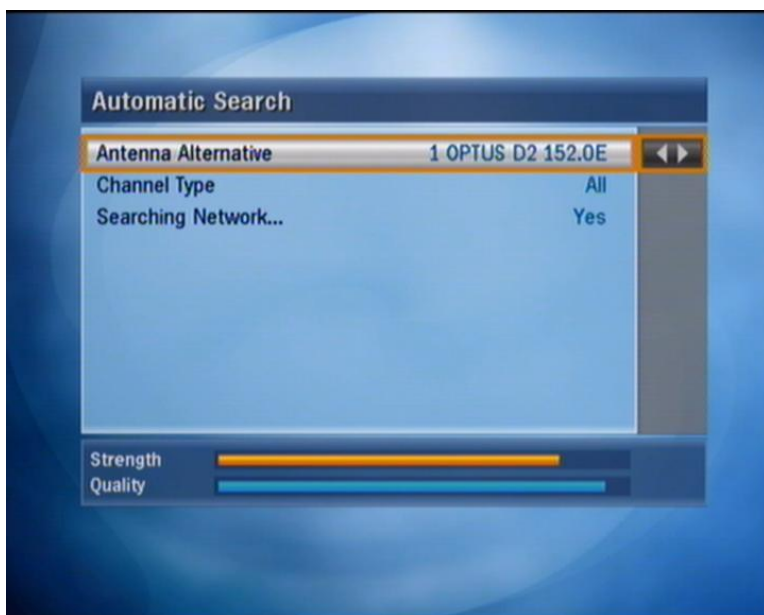 Automatic Search
Antenna Alternative 1 OPTUS D2 152.0E
Channel Type All
Searching Network... Yes
Strength
Quality